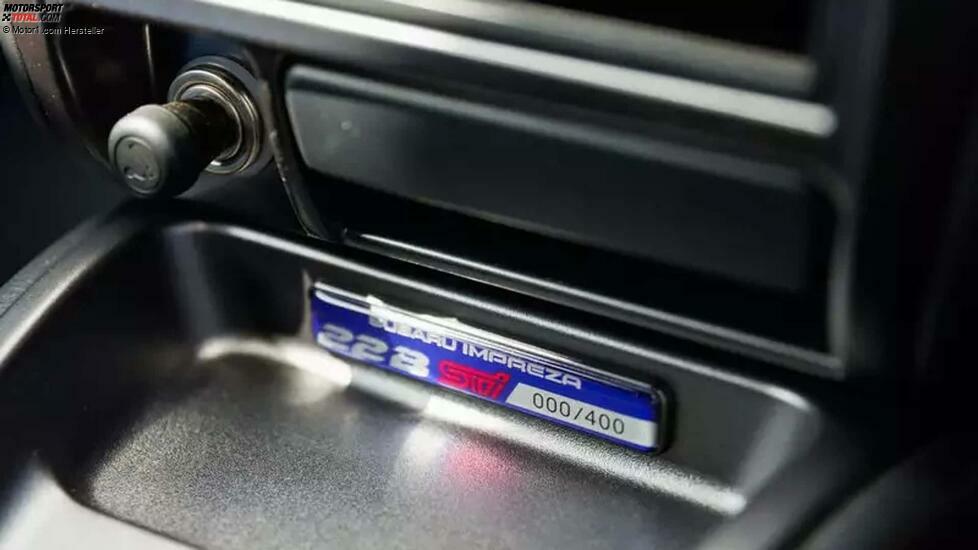 MOTORSPORT
TOTAL.COM
© Motor1.com Hersteller
SUBARU IMPREZA
22B STi
000/400